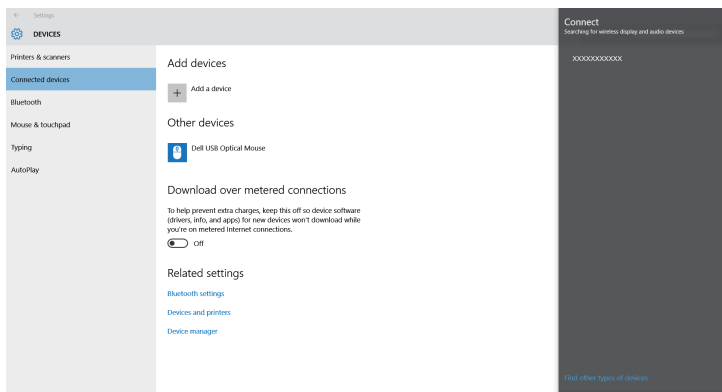 Settings
DEVICES
Printers & scanners
Connected devices
Bluetooth
Mouse & touchpad
Typing
AutoPlay
Add devices
Add a device
Other devices
Dell USB Optical Mouse
Download over metered connections
To help prevent extra charges, keep this off so device software
(drivers, info, and apps) for new devices won't download while
you're on metered Internet connections.
Off
Related settings
Bluetooth settings
Devices and printers
Device manager
Connect
Searching for wireless display and audio devices
XXXXXXXXXXX
Find other types of devices